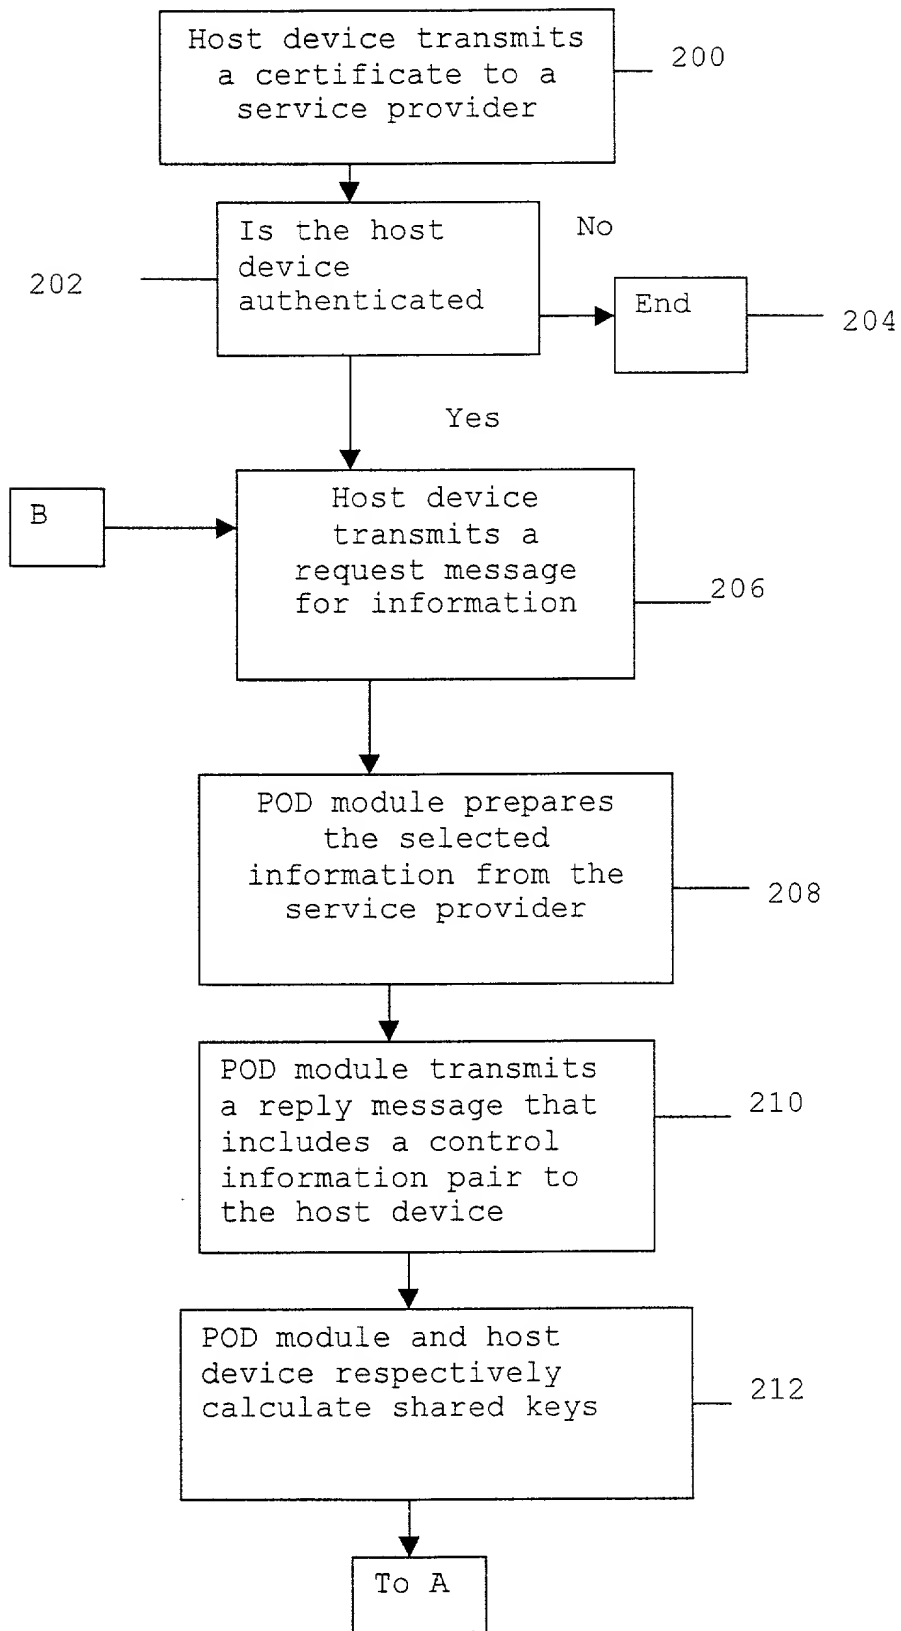 Host device transmits
a certificate to a
service provider
200
Is the host
device
authenticated
No
202
End
204
Yes
B
Host device
transmits a
request message
for information
206
POD module prepares
the selected
information from the
service provider
208
POD module transmits
a reply message that
includes a control
information pair to
the host device
210
POD module and host
device respectively
calculate shared keys
212
To A